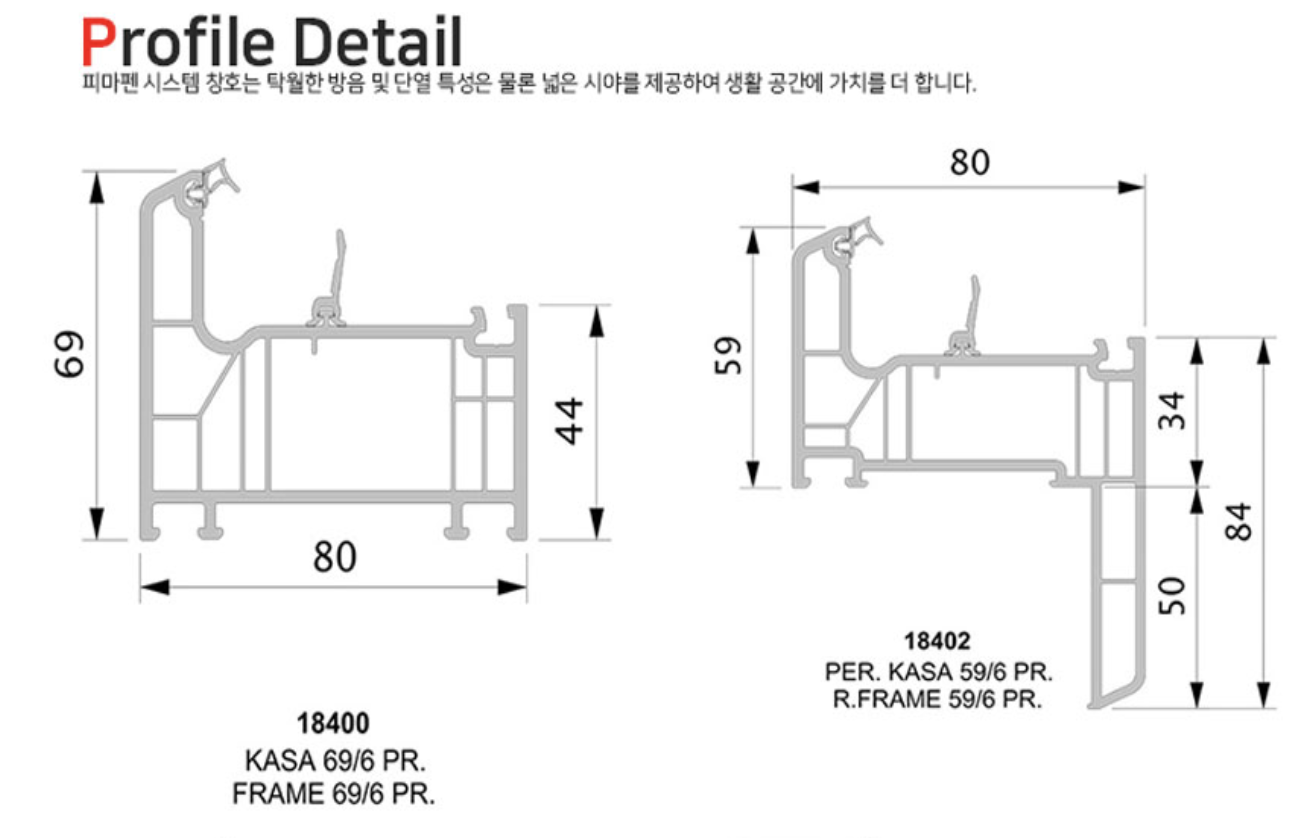 Profile Detail
피마펜 시스템 창호는 탁월한 방음 및 단열 특성은 물론 넓은 시야를 제공하여 생활 공간에 가치를 더 합니다.
69
44
80
18400
KASA 69/6 PR.
FRAME 69/6 PR.
80
59
34
84
50
18402
PER. KASA 59/6 PR.
R.FRAME 59/6 PR.